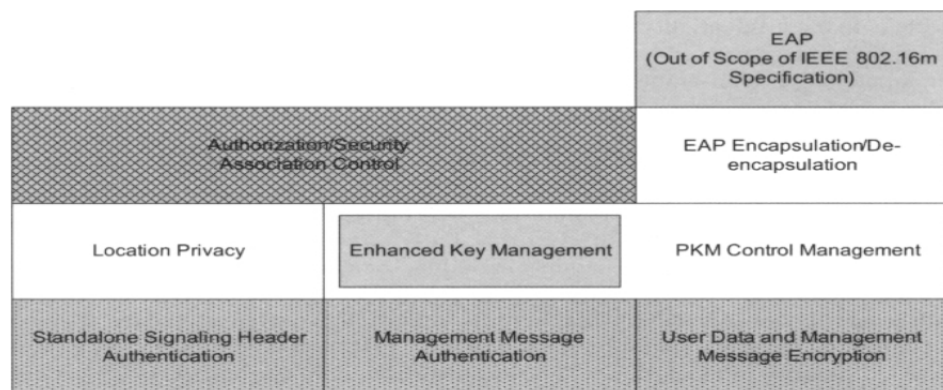 EAP
(Out of Scope of IEEE 802.16m
Specification)
Authorization/Security
Association Control
EAP Encapsulation/De-
encapsulation
Location Privacy
Enhanced Key Management
PKM Control Management
Standalone Signaling Header
Authentication
Management Message
Authentication
User Data and Management
Message Encryption